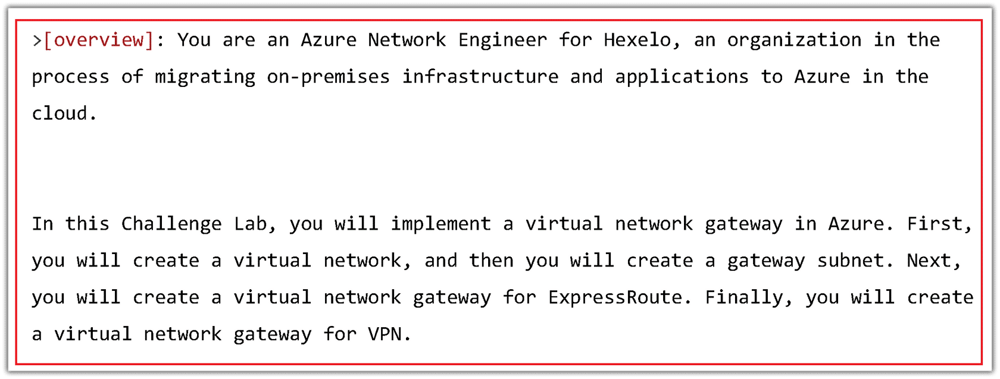 >[overview]: You are an Azure Network Engineer for Hexelo, an organization in the
process of migrating on-premises infrastructure and applications to Azure in the
cloud.
In this Challenge Lab, you will implement a virtual network gateway in Azure. First,
you will create a virtual network, and then you will create a gateway subnet. Next,
you will create a virtual network gateway for ExpressRoute. Finally, you will create
a virtual network gateway for VPN.